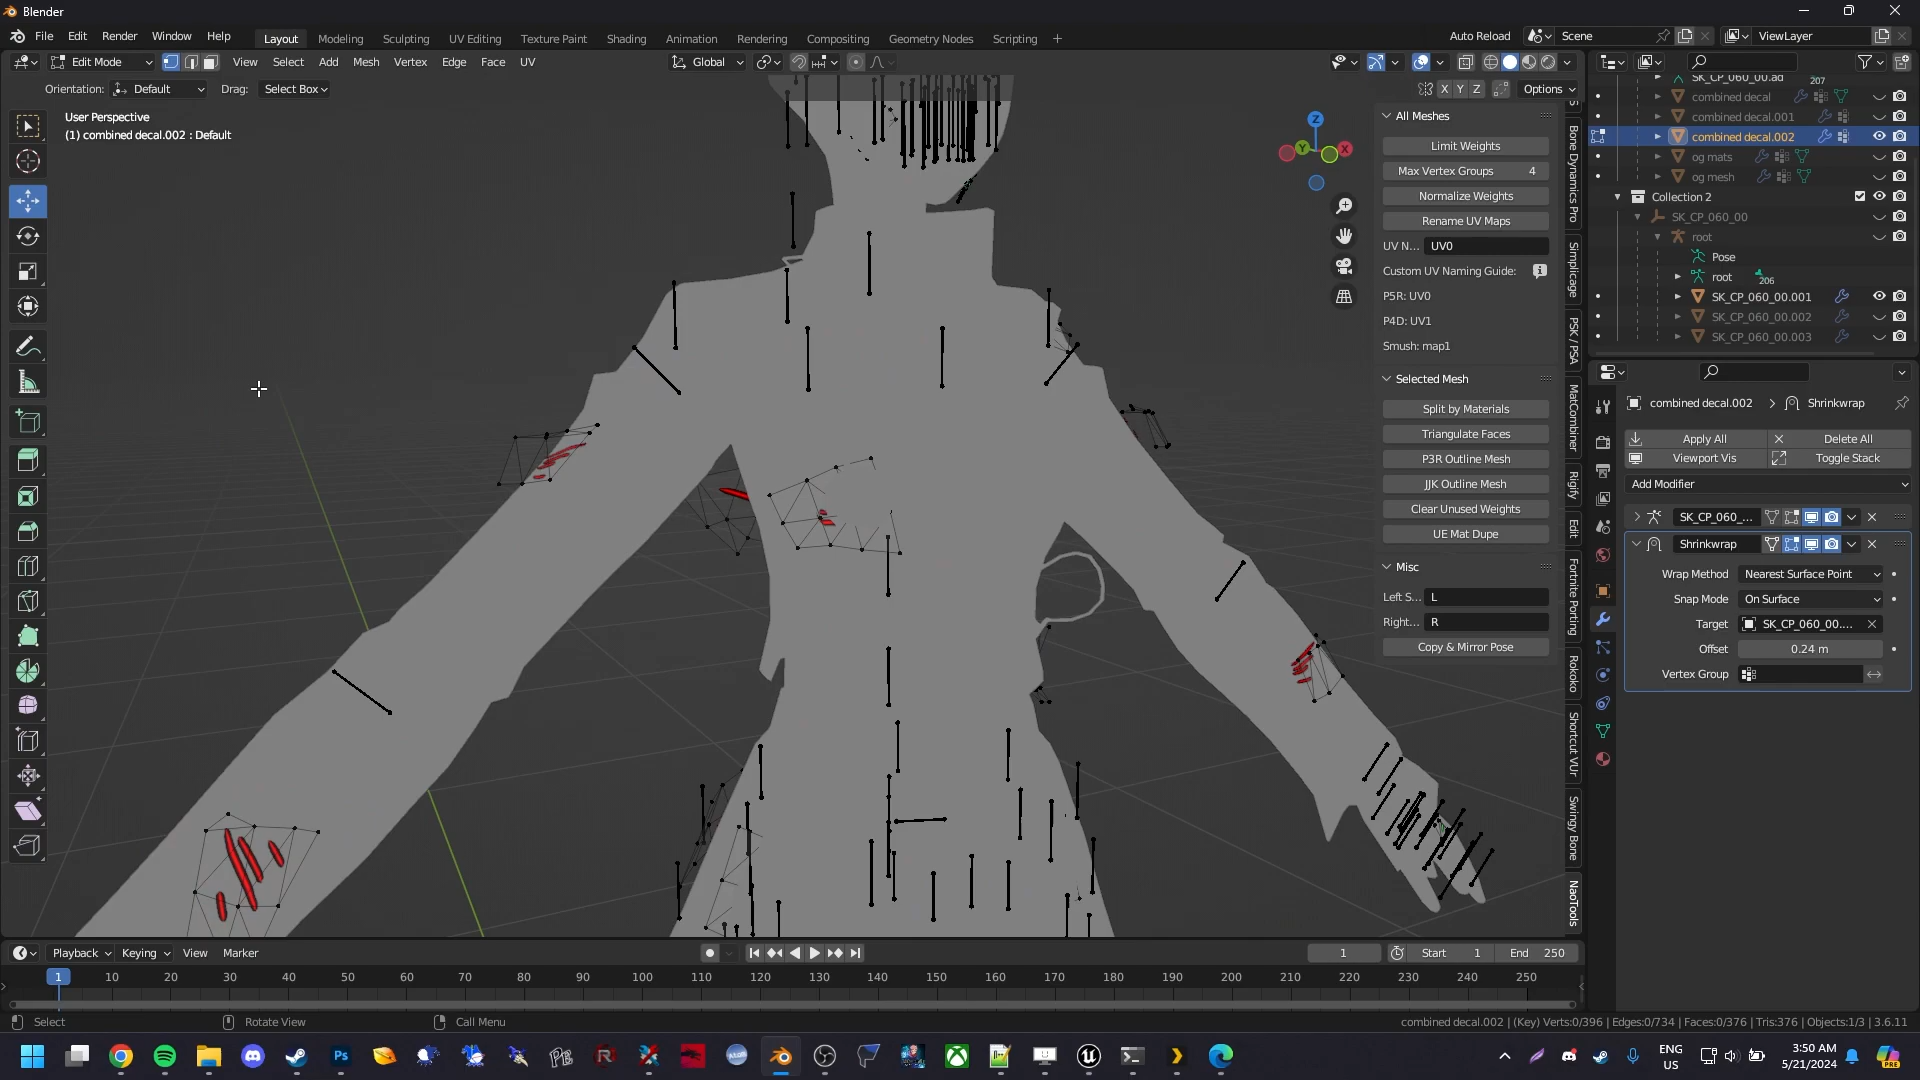 Blender
File Edit Render Window Help
Layout Modeling Sculpting UV Editing Texture Paint Shading Animation Rendering Compositing Geometry Nodes Scripting +
Auto Reload Scene ViewLayer
Edit Mode View Select Add Mesh Vertex Edge Face UV Global
Orientation: Default Drag: Select Box
X Y Z Options
User Perspective
(1) combined decal.002 : Default
Z
Y
X
All Meshes
Limit Weights
Max Vertex Groups 4
Normalize Weights
Rename UV Maps
UV N... UV0
Custom UV Naming Guide:
P5R: UV0
P4D: UV1
Smush: map1
Selected Mesh
Split by Materials
Triangulate Faces
P3R Outline Mesh
JJK Outline Mesh
Clear Unused Weights
UE Mat Dupe
Misc
Left S... L
Right... R
Copy & Mirror Pose
Bone Dynamics Pro
Simplicage
PSK / PSA
MatCombiner
Rigify
Edit
Fortnite Porting
Rokoko
Shortcut VUr
Swingy Bone
NaoTools
SK_CP_060_00.ad 207
combined decal
combined decal.001
combined decal.002
og mats
og mesh
Collection 2
SK_CP_060_00
root
Pose
root 206
SK_CP_060_00.001
SK_CP_060_00.002
SK_CP_060_00.003
combined decal.002 > Shrinkwrap
Apply All Delete All
Viewport Vis Toggle Stack
Add Modifier
SK_CP_060_...
Shrinkwrap
Wrap Method Nearest Surface Point
Snap Mode On Surface
Target SK_CP_060_00....
Offset 0.24 m
Vertex Group
Playback Keying View Marker
1 Start 1 End 250
1 10 20 30 40 50 60 70 80 90 100 110 120 130 140 150 160 170 180 190 200 210 220 230 240 250
Select Rotate View Call Menu
combined decal.002 | (Key) Verts:0/396 | Edges:0/734 | Faces:0/376 | Tris:376 | Objects:1/3 | 3.6.11
Ps
ENG
US
3:50 AM
5/21/2024
PRE